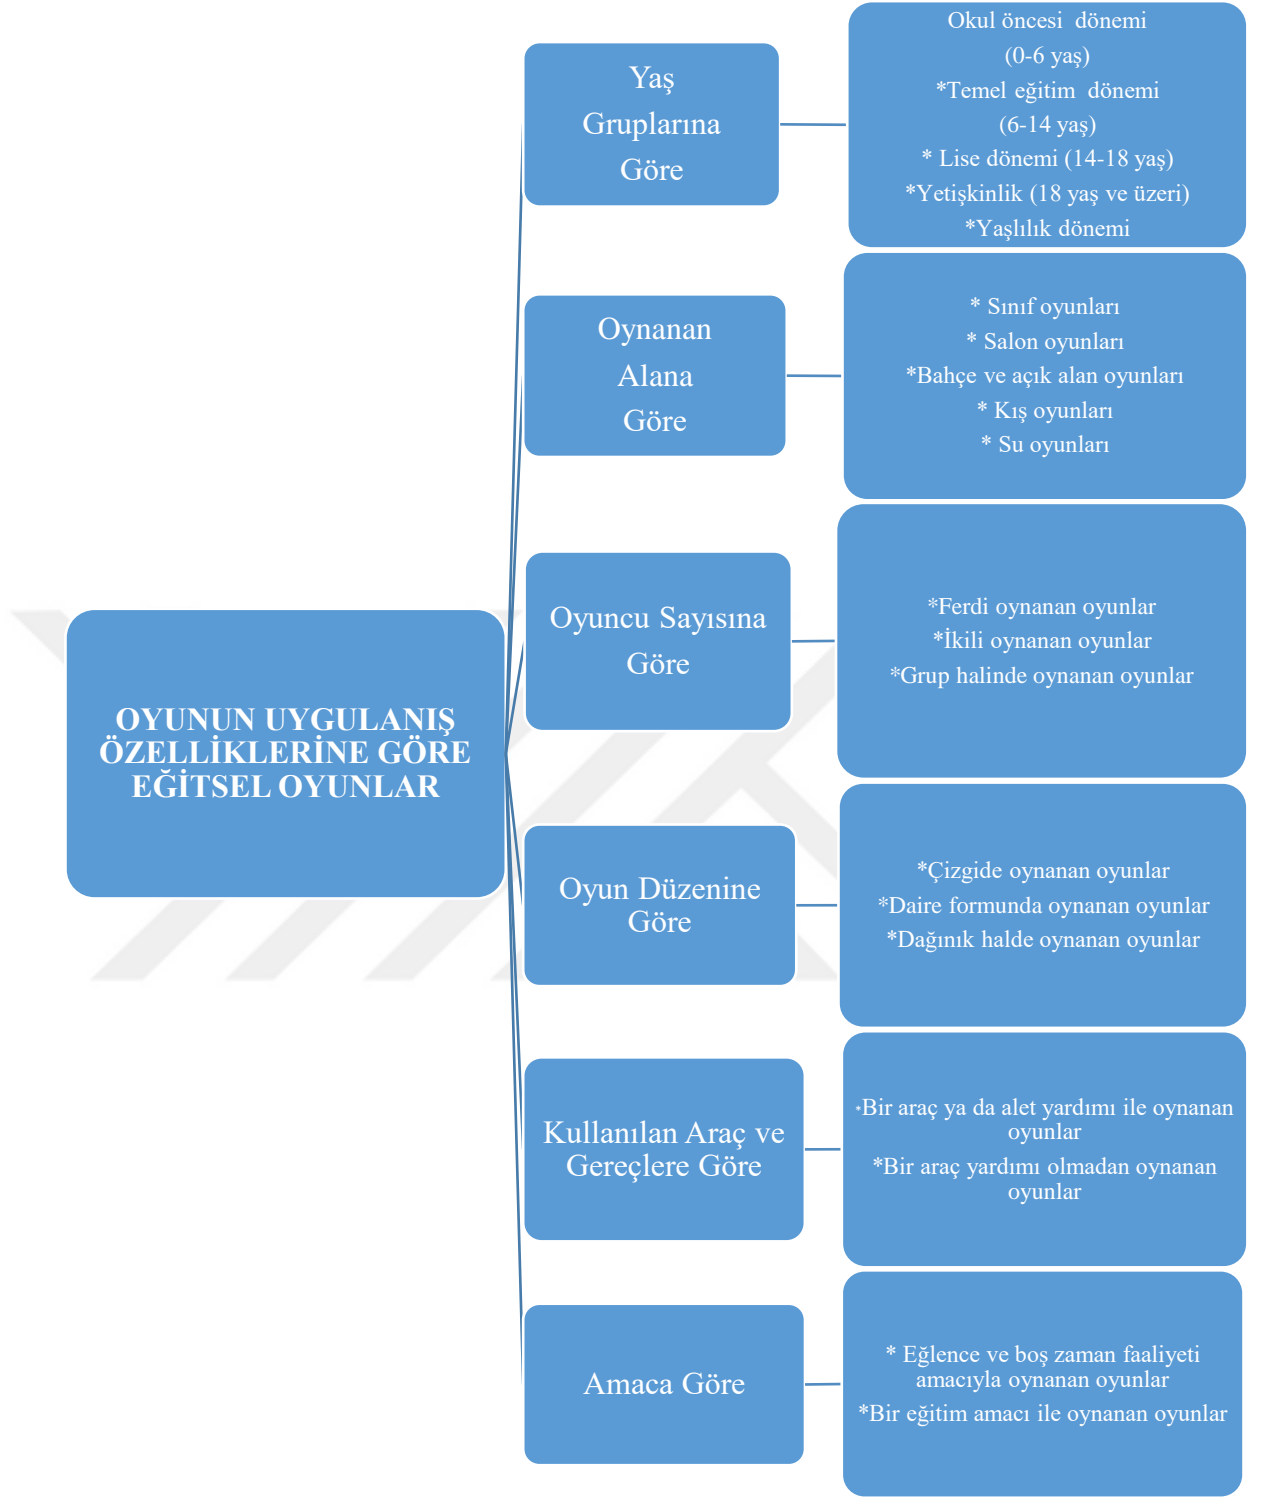 OYUNUN UYGULANIŞ
ÖZELLİKLERİNE GÖRE
EĞİTSEL OYUNLAR
Yaş
Gruplarına
Göre
Okul öncesi dönemi
(0-6 yaş)
*Temel eğitim dönemi
(6-14 yaş)
* Lise dönemi (14-18 yaş)
*Yetişkinlik (18 yaş ve üzeri)
*Yaşlılık dönemi
Oynanan
Alana
Göre
* Sınıf oyunları
* Salon oyunları
*Bahçe ve açık alan oyunları
* Kış oyunları
* Su oyunları
Oyuncu Sayısına
Göre
*Ferdi oynanan oyunlar
*İkili oynanan oyunlar
*Grup halinde oynanan oyunlar
Oyun Düzenine
Göre
*Çizgide oynanan oyunlar
*Daire formunda oynanan oyunlar
*Dağınık halde oynanan oyunlar
Kullanılan Araç ve
Gereçlere Göre
*Bir araç ya da alet yardımı ile oynanan
oyunlar
*Bir araç yardımı olmadan oynanan
oyunlar
Amaca Göre
* Eğlence ve boş zaman faaliyeti
amacıyla oynanan oyunlar
*Bir eğitim amacı ile oynanan oyunlar